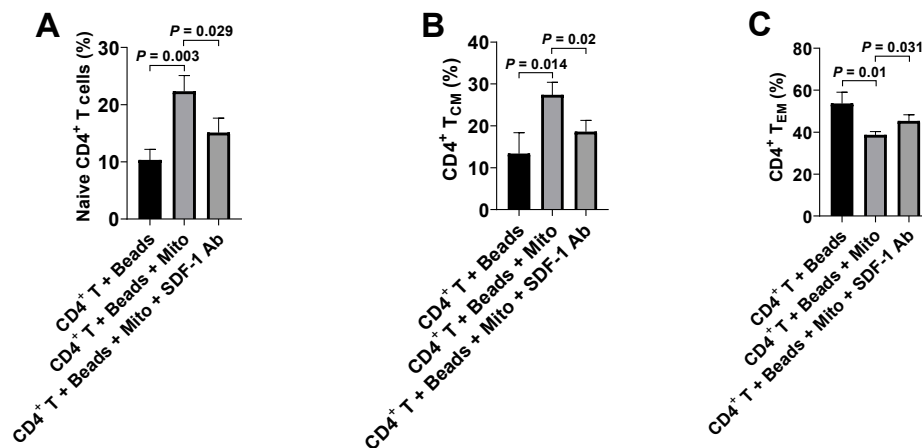 A
Naive CD4⁺ T cells (%)
30
20
10
0
P = 0.003
P = 0.029
CD4⁺ T + Beads
CD4⁺ T + Beads + Mito
CD4⁺ T + Beads + Mito + SDF-1 Ab
B
CD4⁺ T_CM (%)
40
30
20
10
0
P = 0.014
P = 0.02
CD4⁺ T + Beads
CD4⁺ T + Beads + Mito
CD4⁺ T + Beads + Mito + SDF-1 Ab
C
CD4⁺ T_EM (%)
80
60
40
20
0
P = 0.01
P = 0.031
CD4⁺ T + Beads
CD4⁺ T + Beads + Mito
CD4⁺ T + Beads + Mito + SDF-1 Ab